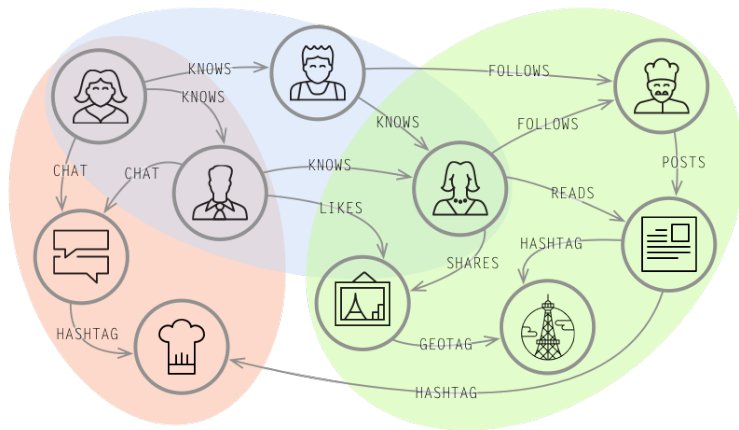 KNOWS
FOLLOWS
KNOWS
KNOWS
FOLLOWS
CHAT
CHAT
KNOWS
POSTS
LIKES
READS
HASHTAG
SHARES
HASHTAG
GEOTAG
HASHTAG